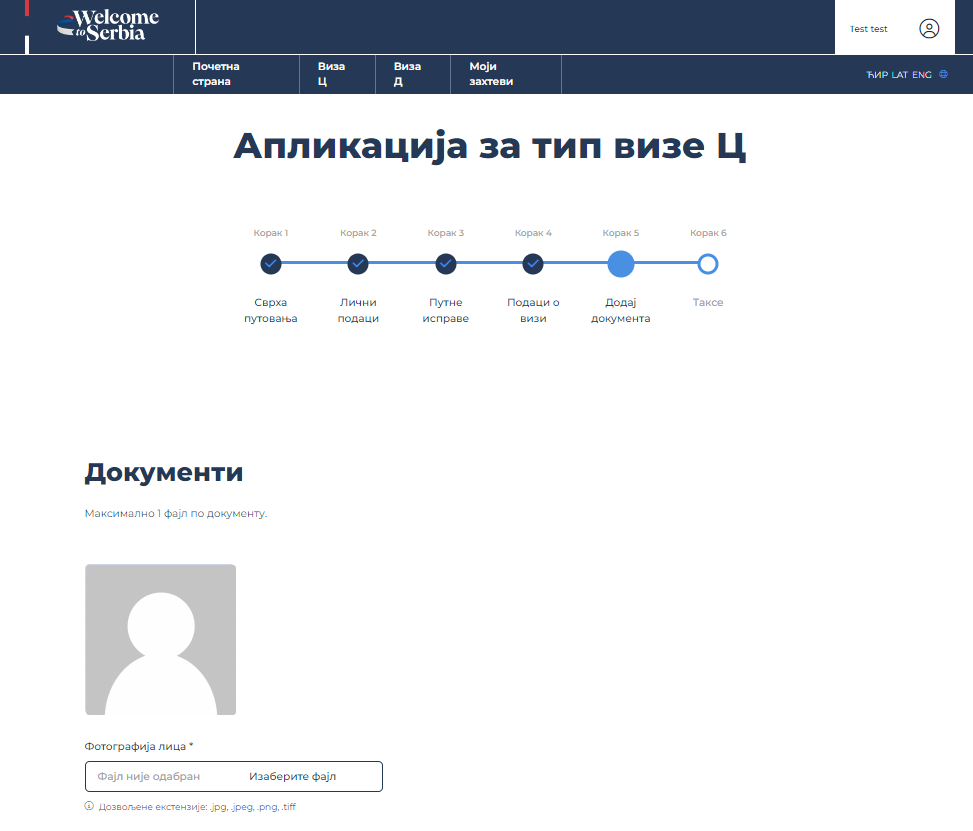 Welcome
to Serbia
Test test
Почетна
страна
Виза
Ц
Виза
Д
Моји
захтеви
ЋИР LAT ENG
Апликација за тип визе Ц
Корак 1 Корак 2 Корак 3 Корак 4 Корак 5 Корак 6
Сврха Лични Путне Подаци о Додај Таксе
путовања подаци исправе визи документа
Документи
Максимално 1 фајл по документу.
Фотографија лица *
Фајл није одабран Изаберите фајл
Дозвољене екстензије: .jpg, .jpeg, .png, .tiff